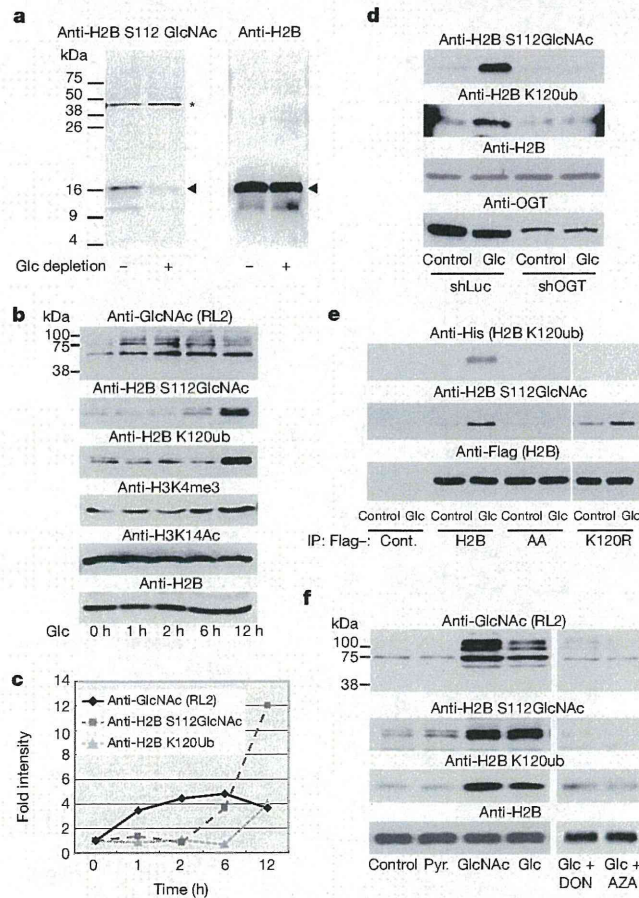 a
Anti-H2B S112 GlcNAc Anti-H2B
kDa
75
50
38
26
*
16
9
4
Glc depletion – + – +
b
kDa
Anti-GlcNAc (RL2)
100
75
38
Anti-H2B S112GlcNAc
Anti-H2B K120ub
Anti-H3K4me3
Anti-H3K14Ac
Anti-H2B
Glc 0 h 1 h 2 h 6 h 12 h
c
Fold intensity
14
12
10
8
6
4
2
0
Anti-GlcNAc (RL2)
Anti-H2B S112GlcNAc
Anti-H2B K120Ub
0 1 2 6 12
Time (h)
d
Anti-H2B S112GlcNAc
Anti-H2B K120ub
Anti-H2B
Anti-OGT
Control Glc Control Glc
shLuc shOGT
e
Anti-His (H2B K120ub)
Anti-H2B S112GlcNAc
Anti-Flag (H2B)
Control Glc Control Glc Control Glc Control Glc
IP: Flag–: Cont. H2B AA K120R
f
Anti-GlcNAc (RL2)
kDa
100
75
38
Anti-H2B S112GlcNAc
Anti-H2B K120ub
Anti-H2B
Control Pyr. GlcNAc Glc Glc + DON Glc + AZA